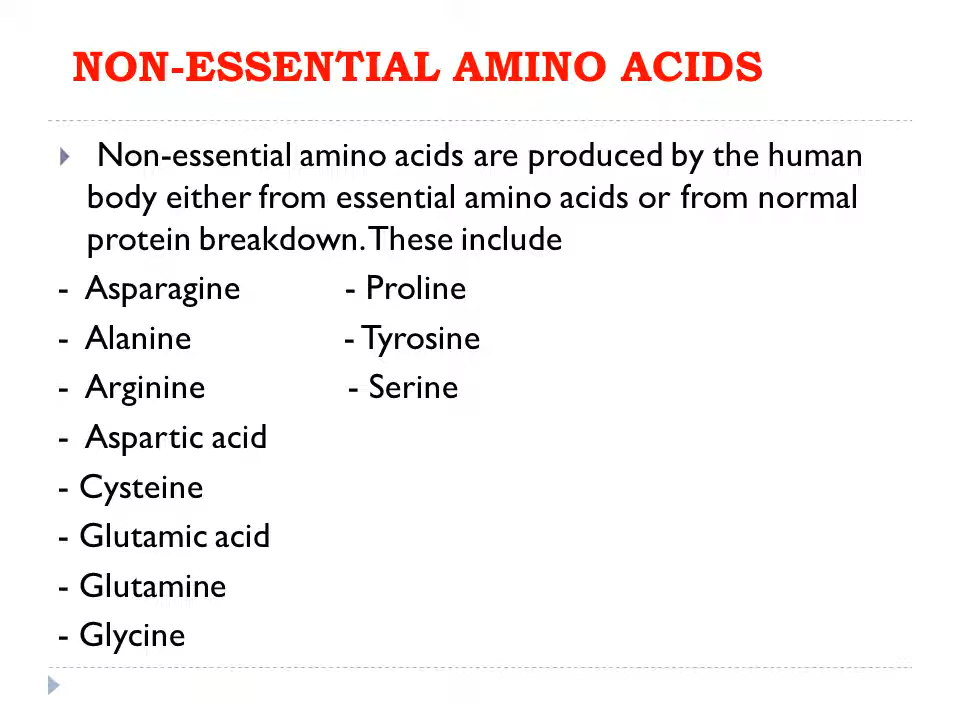 NON-ESSENTIAL AMINO ACIDS
Non-essential amino acids are produced by the human
body either from essential amino acids or from normal
protein breakdown. These include
- Asparagine - Proline
- Alanine - Tyrosine
- Arginine - Serine
- Aspartic acid
- Cysteine
- Glutamic acid
- Glutamine
- Glycine